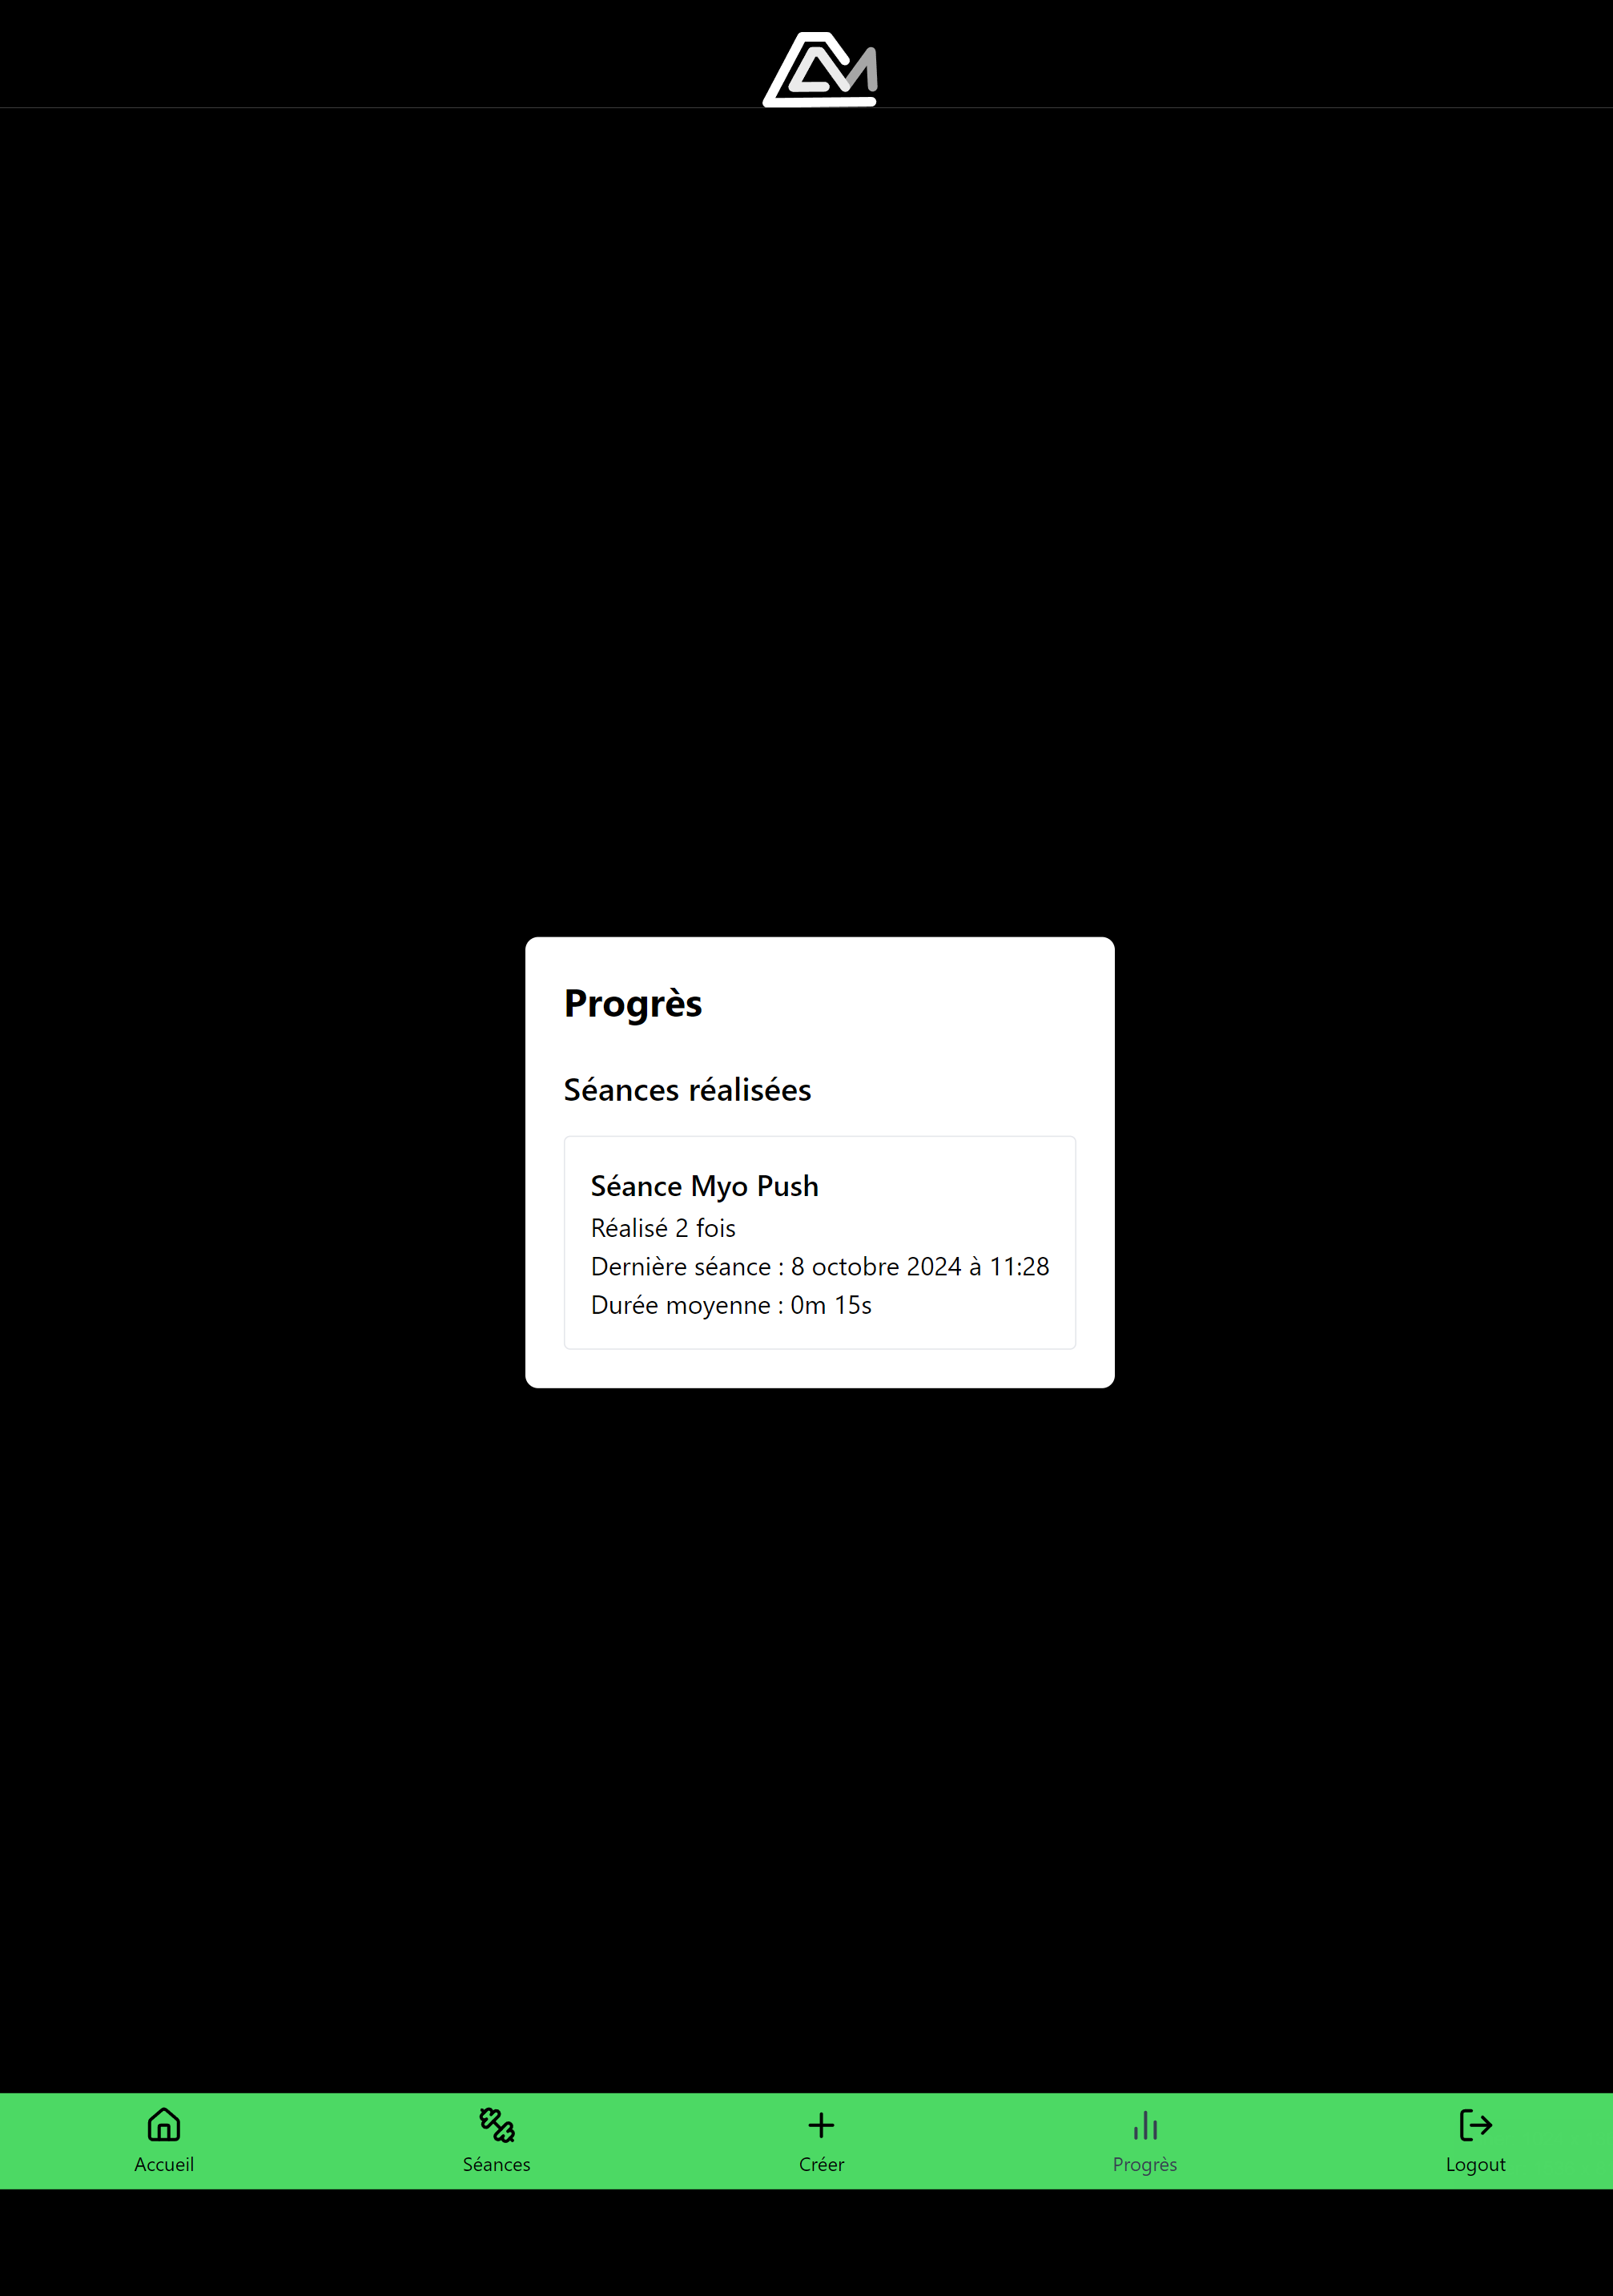 Progrès
Séances réalisées
Séance Myo Push
Réalisé 2 fois
Dernière séance : 8 octobre 2024 à 11:28
Durée moyenne : 0m 15s
Accueil
Séances
Créer
Progrès
Logout